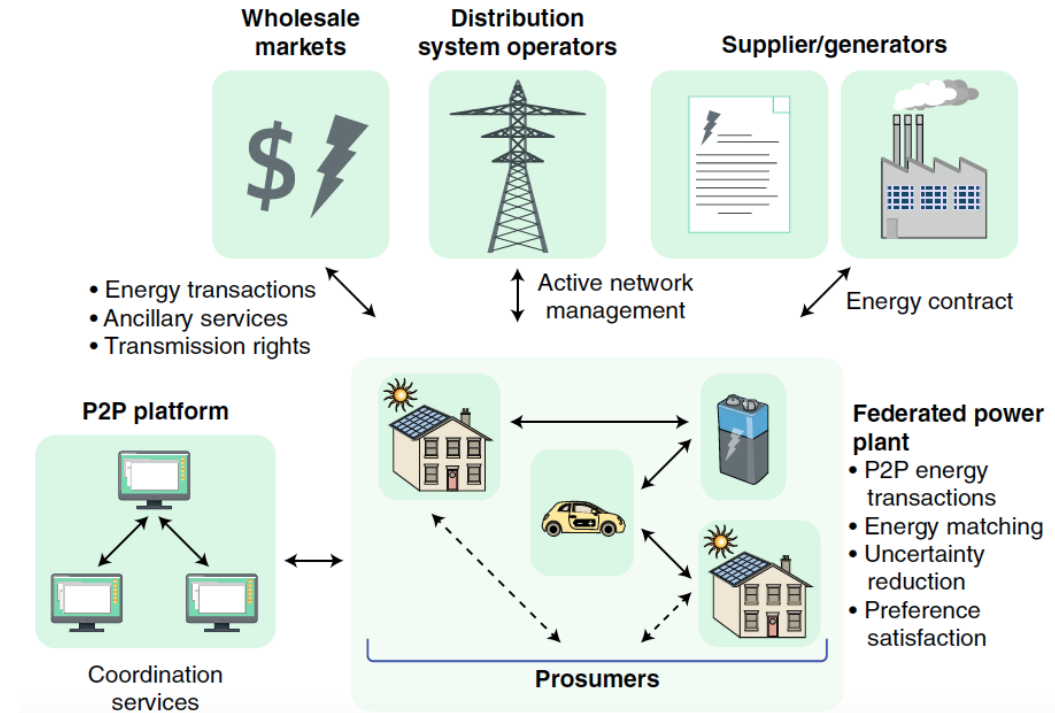 Wholesale
markets
Distribution
system operators
Supplier/generators
$
• Energy transactions
• Ancillary services
• Transmission rights
Active network
management
Energy contract
P2P platform
Coordination
services
Federated power
plant
• P2P energy
transactions
• Energy matching
• Uncertainty
reduction
• Preference
satisfaction
Prosumers